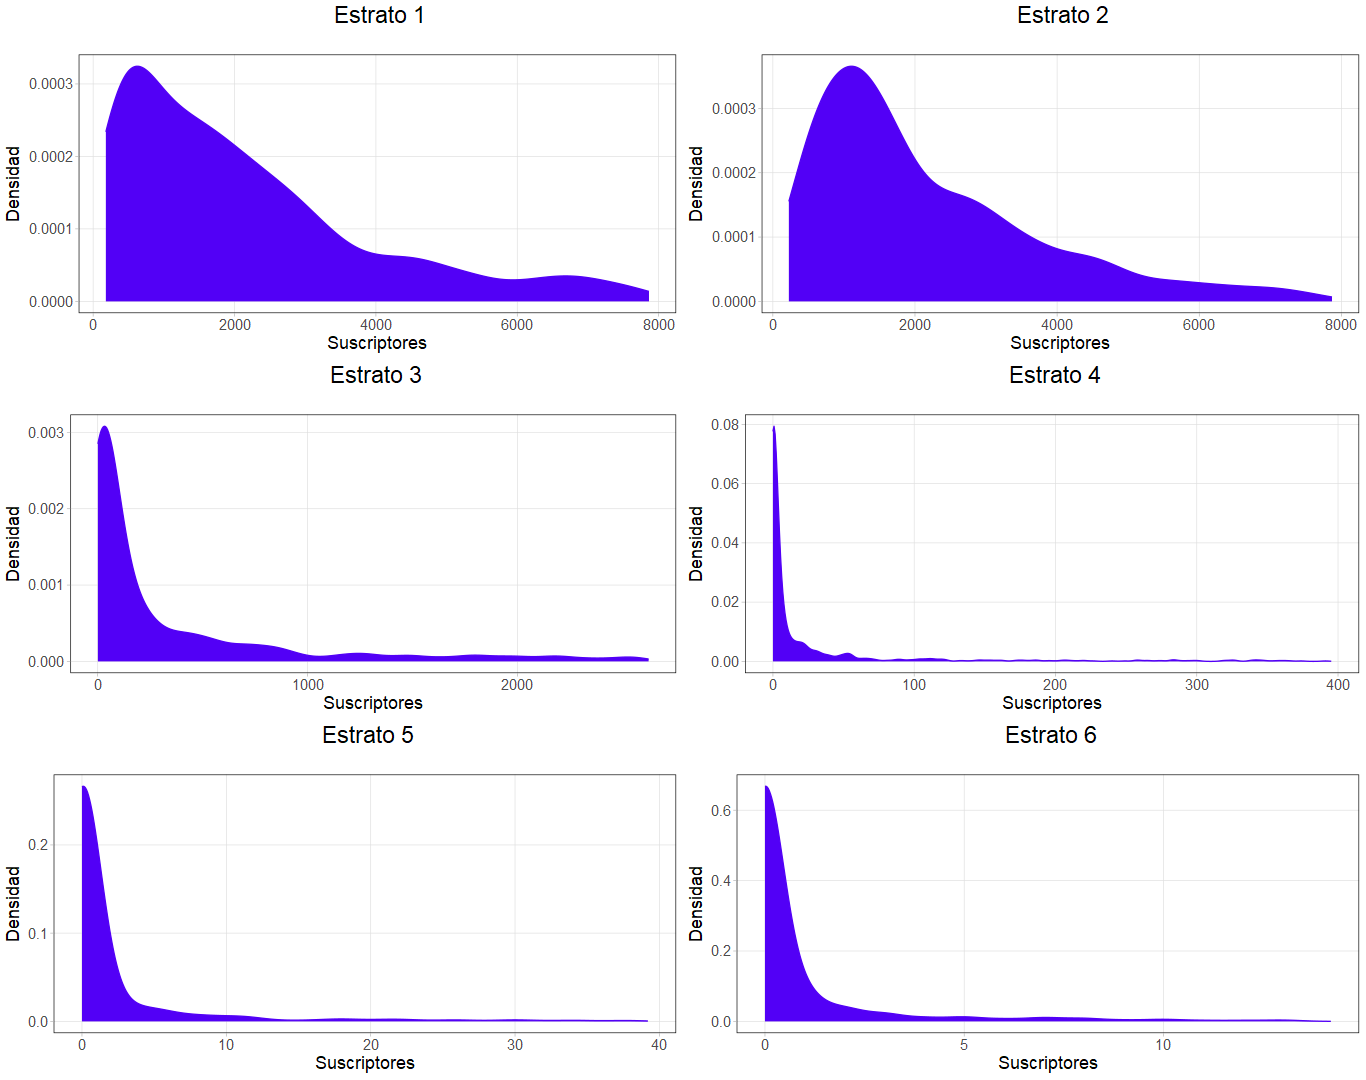 Estrato 1
Densidad
0.0003
0.0002
0.0001
0.0000
0 2000 4000 6000 8000
Suscriptores
Estrato 2
Densidad
0.0003
0.0002
0.0001
0.0000
0 2000 4000 6000 8000
Suscriptores
Estrato 3
Densidad
0.003
0.002
0.001
0.000
0 1000 2000
Suscriptores
Estrato 4
Densidad
0.08
0.06
0.04
0.02
0.00
0 100 200 300 400
Suscriptores
Estrato 5
Densidad
0.2
0.1
0.0
0 10 20 30 40
Suscriptores
Estrato 6
Densidad
0.6
0.4
0.2
0.0
0 5 10
Suscriptores